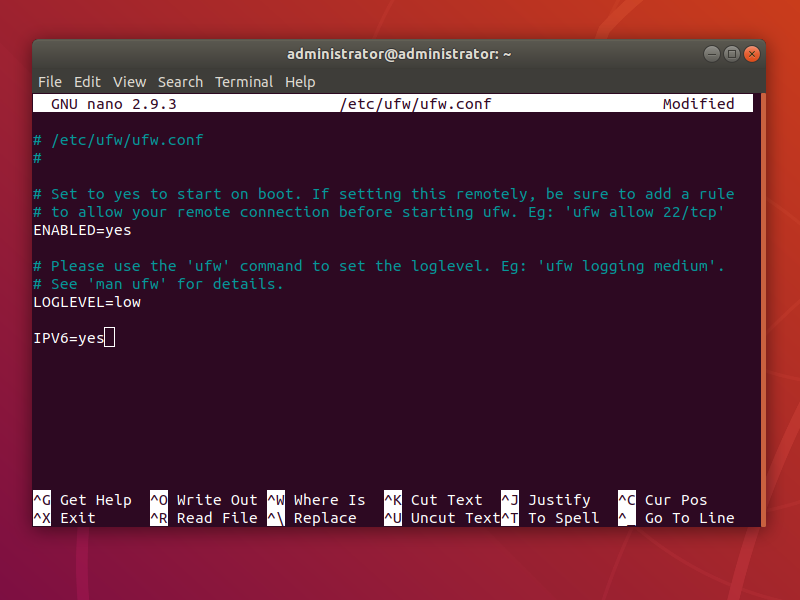 administrator@administrator: ~
File Edit View Search Terminal Help
GNU nano 2.9.3 /etc/ufw/ufw.conf Modified
# /etc/ufw/ufw.conf
#
# Set to yes to start on boot. If setting this remotely, be sure to add a rule
# to allow your remote connection before starting ufw. Eg: 'ufw allow 22/tcp'
ENABLED=yes
# Please use the 'ufw' command to set the loglevel. Eg: 'ufw logging medium'.
# See 'man ufw' for details.
LOGLEVEL=low
IPV6=yes
^G Get Help ^O Write Out ^W Where Is ^K Cut Text ^J Justify ^C Cur Pos
^X Exit ^R Read File ^\ Replace ^U Uncut Text ^T To Spell ^_ Go To Line